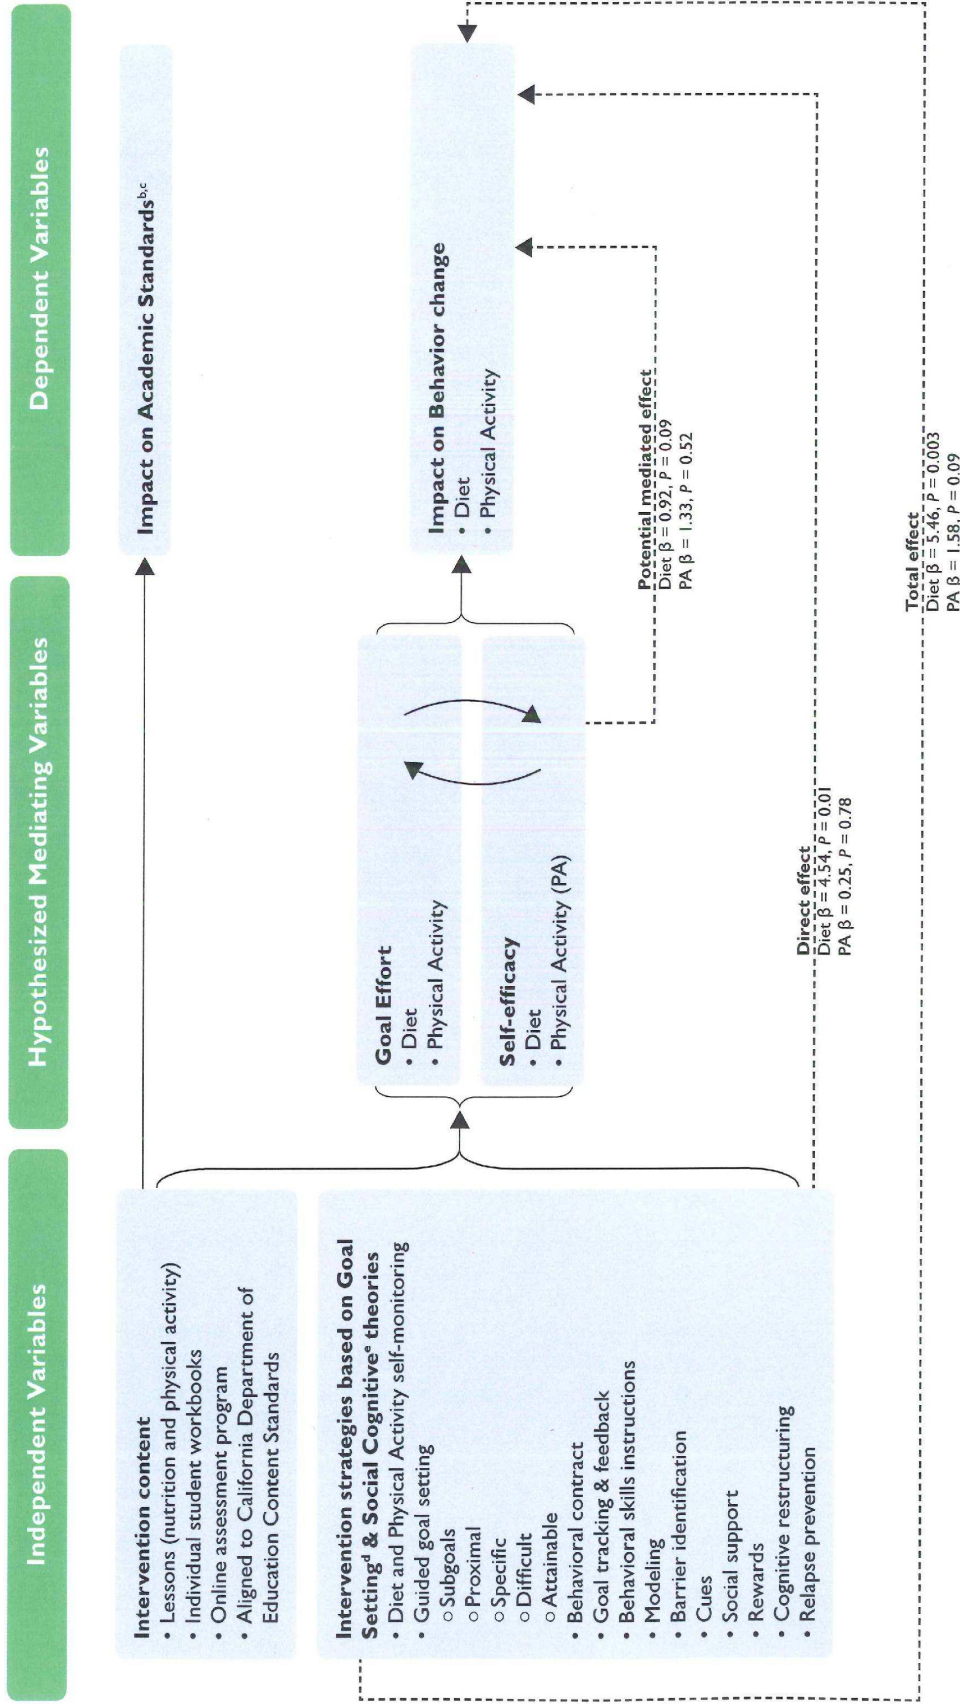 Independent Variables
Hypothesized Mediating Variables
Dependent Variables
Intervention content
• Lessons (nutrition and physical activity)
• Individual student workbooks
• Online assessment program
• Aligned to California Department of
Education Content Standards
Intervention strategies based on Goal
Settingᵈ & Social Cognitiveᵉ theories
• Diet and Physical Activity self-monitoring
• Guided goal setting
○ Subgoals
○ Proximal
○ Specific
○ Difficult
○ Attainable
• Behavioral contract
• Goal tracking & feedback
• Behavioral skills instructions
• Modeling
• Barrier identification
• Cues
• Social support
• Rewards
• Cognitive restructuring
• Relapse prevention
Goal Effort
• Diet
• Physical Activity
Self-efficacy
• Diet
• Physical Activity (PA)
Impact on Academic Standardsᵇ,ᶜ
Impact on Behavior change
• Diet
• Physical Activity
Potential mediated effect
Diet β = 0.92, P = 0.09
PA β = 1.33, P = 0.52
Direct effect
Diet β = 4.54, P = 0.01
PA β = 0.25, P = 0.78
Total effect
Diet β = 5.46, P = 0.003
PA β = 1.58, P = 0.09